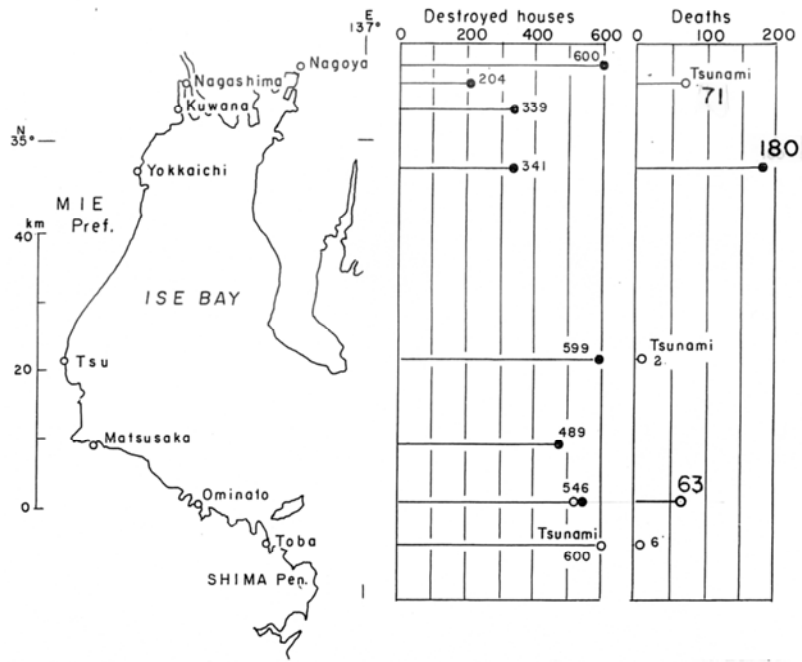 E
137°
Nagoya
Nagashima
Kuwana
N
35°
Yokkaichi
MIE
Pref.
km
40
ISE BAY
Tsu
20
Matsusaka
Ominato
0
Toba
SHIMA Pen.
Destroyed houses
0 200 400 600
600
204
339
341
599
489
546
Tsunami
600
Deaths
0 100 200
Tsunami
71
180
Tsunami
2
63
6